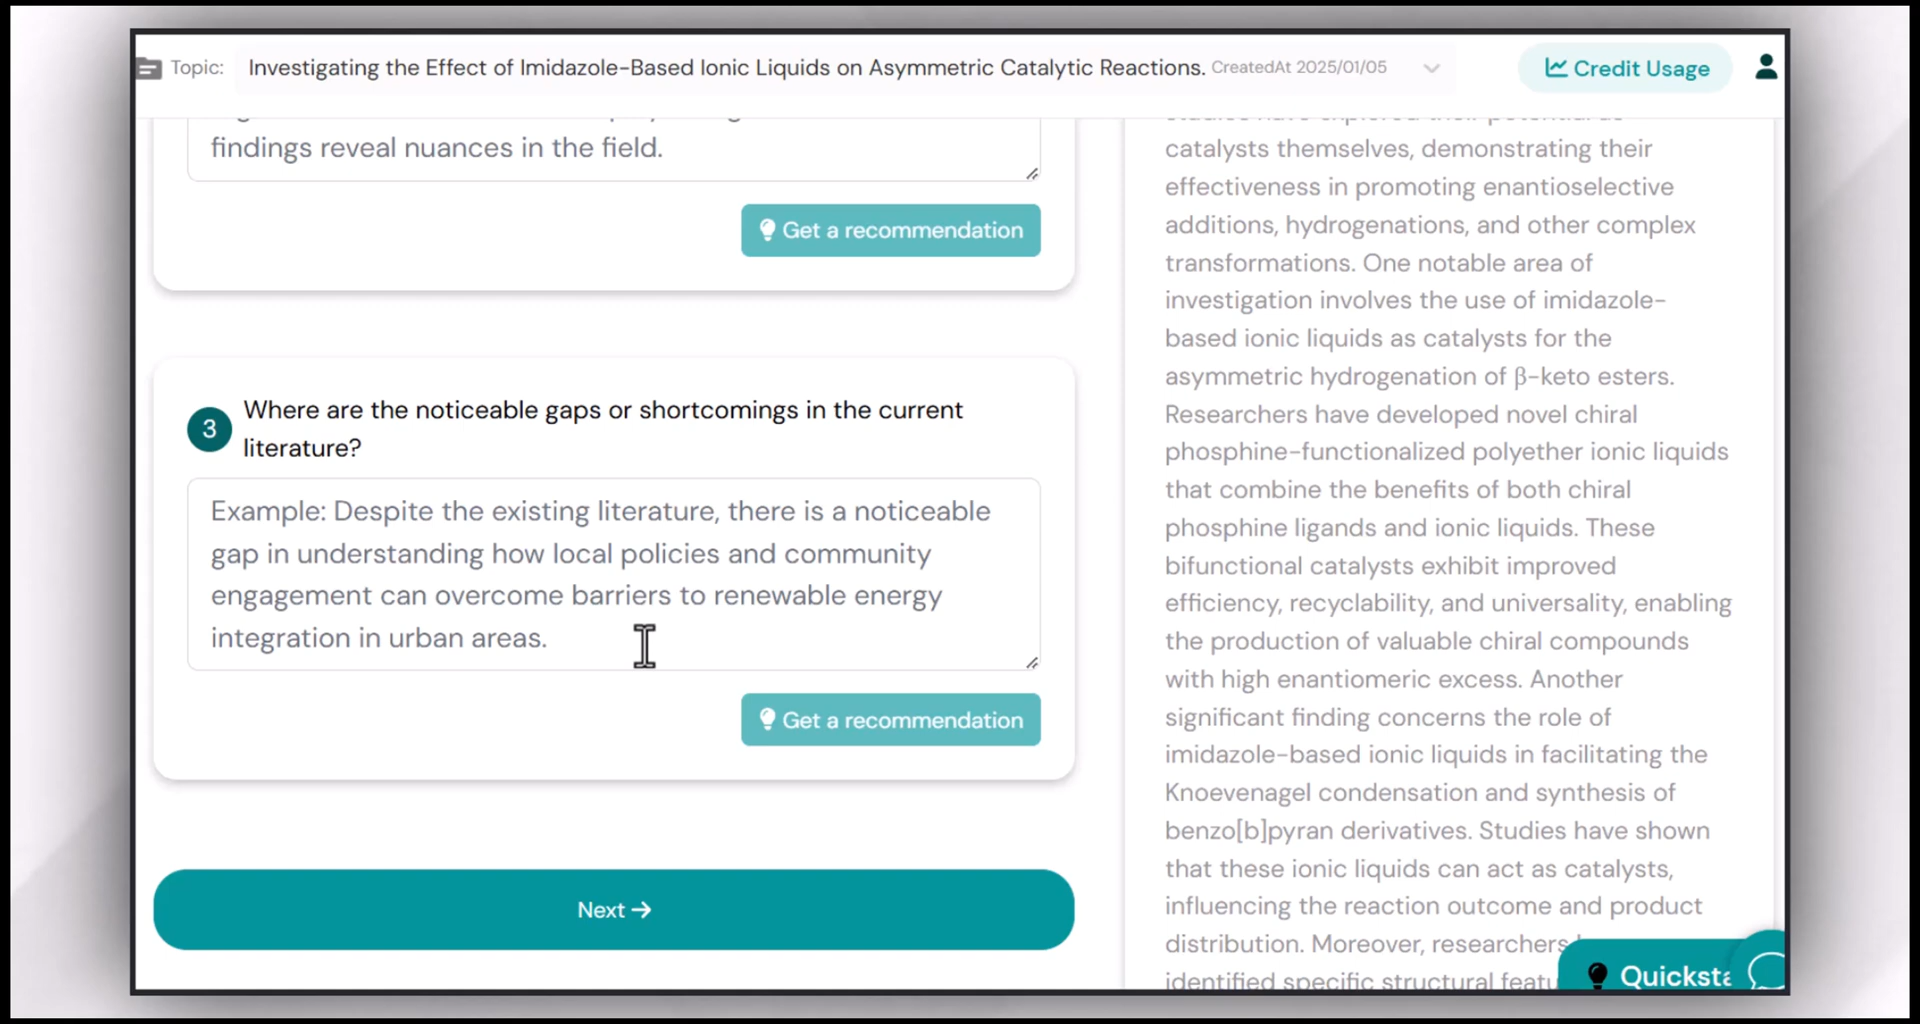 Topic: Investigating the Effect of Imidazole-Based Ionic Liquids on Asymmetric Catalytic Reactions. CreatedAt 2025/01/05
Credit Usage
findings reveal nuances in the field.
Get a recommendation
3
Where are the noticeable gaps or shortcomings in the current
literature?
Example: Despite the existing literature, there is a noticeable
gap in understanding how local policies and community
engagement can overcome barriers to renewable energy
integration in urban areas.
Get a recommendation
Next
catalysts themselves, demonstrating their
effectiveness in promoting enantioselective
additions, hydrogenations, and other complex
transformations. One notable area of
investigation involves the use of imidazole-
based ionic liquids as catalysts for the
asymmetric hydrogenation of β-keto esters.
Researchers have developed novel chiral
phosphine-functionalized polyether ionic liquids
that combine the benefits of both chiral
phosphine ligands and ionic liquids. These
bifunctional catalysts exhibit improved
efficiency, recyclability, and universality, enabling
the production of valuable chiral compounds
with high enantiomeric excess. Another
significant finding concerns the role of
imidazole-based ionic liquids in facilitating the
Knoevenagel condensation and synthesis of
benzo[b]pyran derivatives. Studies have shown
that these ionic liquids can act as catalysts,
influencing the reaction outcome and product
distribution. Moreover, researchers
identified specific structural featu
Quicksta